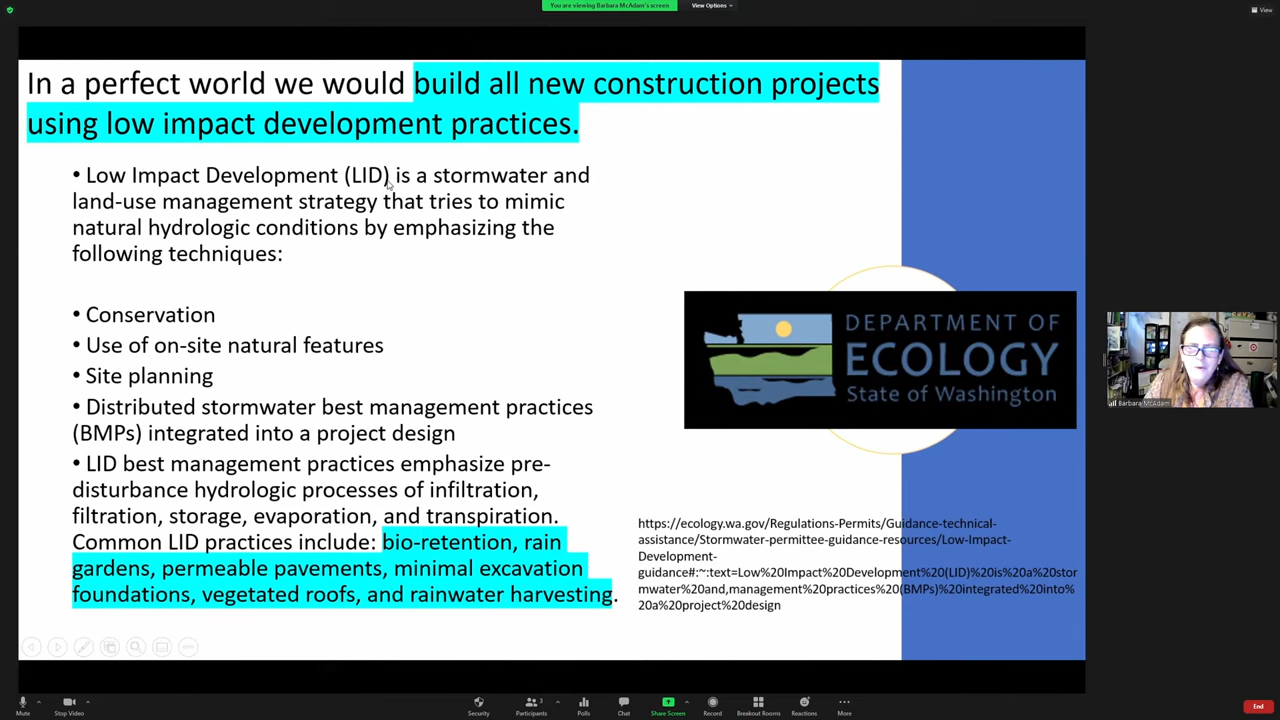 You are viewing Barbara McAdam's screen
View Options
View
In a perfect world we would build all new construction projects
using low impact development practices.
• Low Impact Development (LID) is a stormwater and
land-use management strategy that tries to mimic
natural hydrologic conditions by emphasizing the
following techniques:
• Conservation
• Use of on-site natural features
• Site planning
• Distributed stormwater best management practices
(BMPs) integrated into a project design
• LID best management practices emphasize pre-
disturbance hydrologic processes of infiltration,
filtration, storage, evaporation, and transpiration.
Common LID practices include: bio-retention, rain
gardens, permeable pavements, minimal excavation
foundations, vegetated roofs, and rainwater harvesting.
DEPARTMENT OF
ECOLOGY
State of Washington
https://ecology.wa.gov/Regulations-Permits/Guidance-technical-
assistance/Stormwater-permittee-guidance-resources/Low-Impact-
Development-
guidance#:~:text=Low%20Impact%20Development%20(LID)%20is%20a%20stor
mwater%20and,management%20practices%20(BMPs)%20integrated%20into%
20a%20project%20design
Barbara McAdam
Mute
Stop Video
Security
Participants
3
Polls
Chat
Share Screen
Record
Breakout Rooms
Reactions
More
End